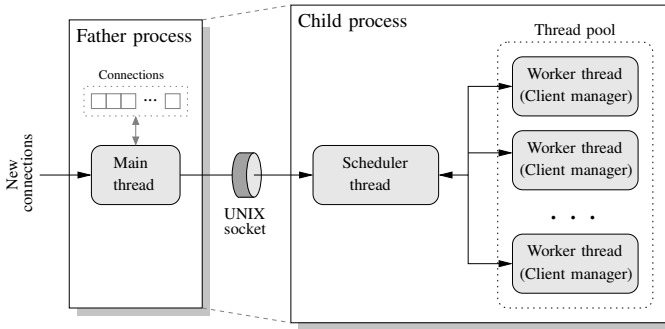 Father process
Child process
Connections
...
New
connections
Main
thread
UNIX
socket
Scheduler
thread
Thread pool
Worker thread
(Client manager)
Worker thread
(Client manager)
. . .
Worker thread
(Client manager)